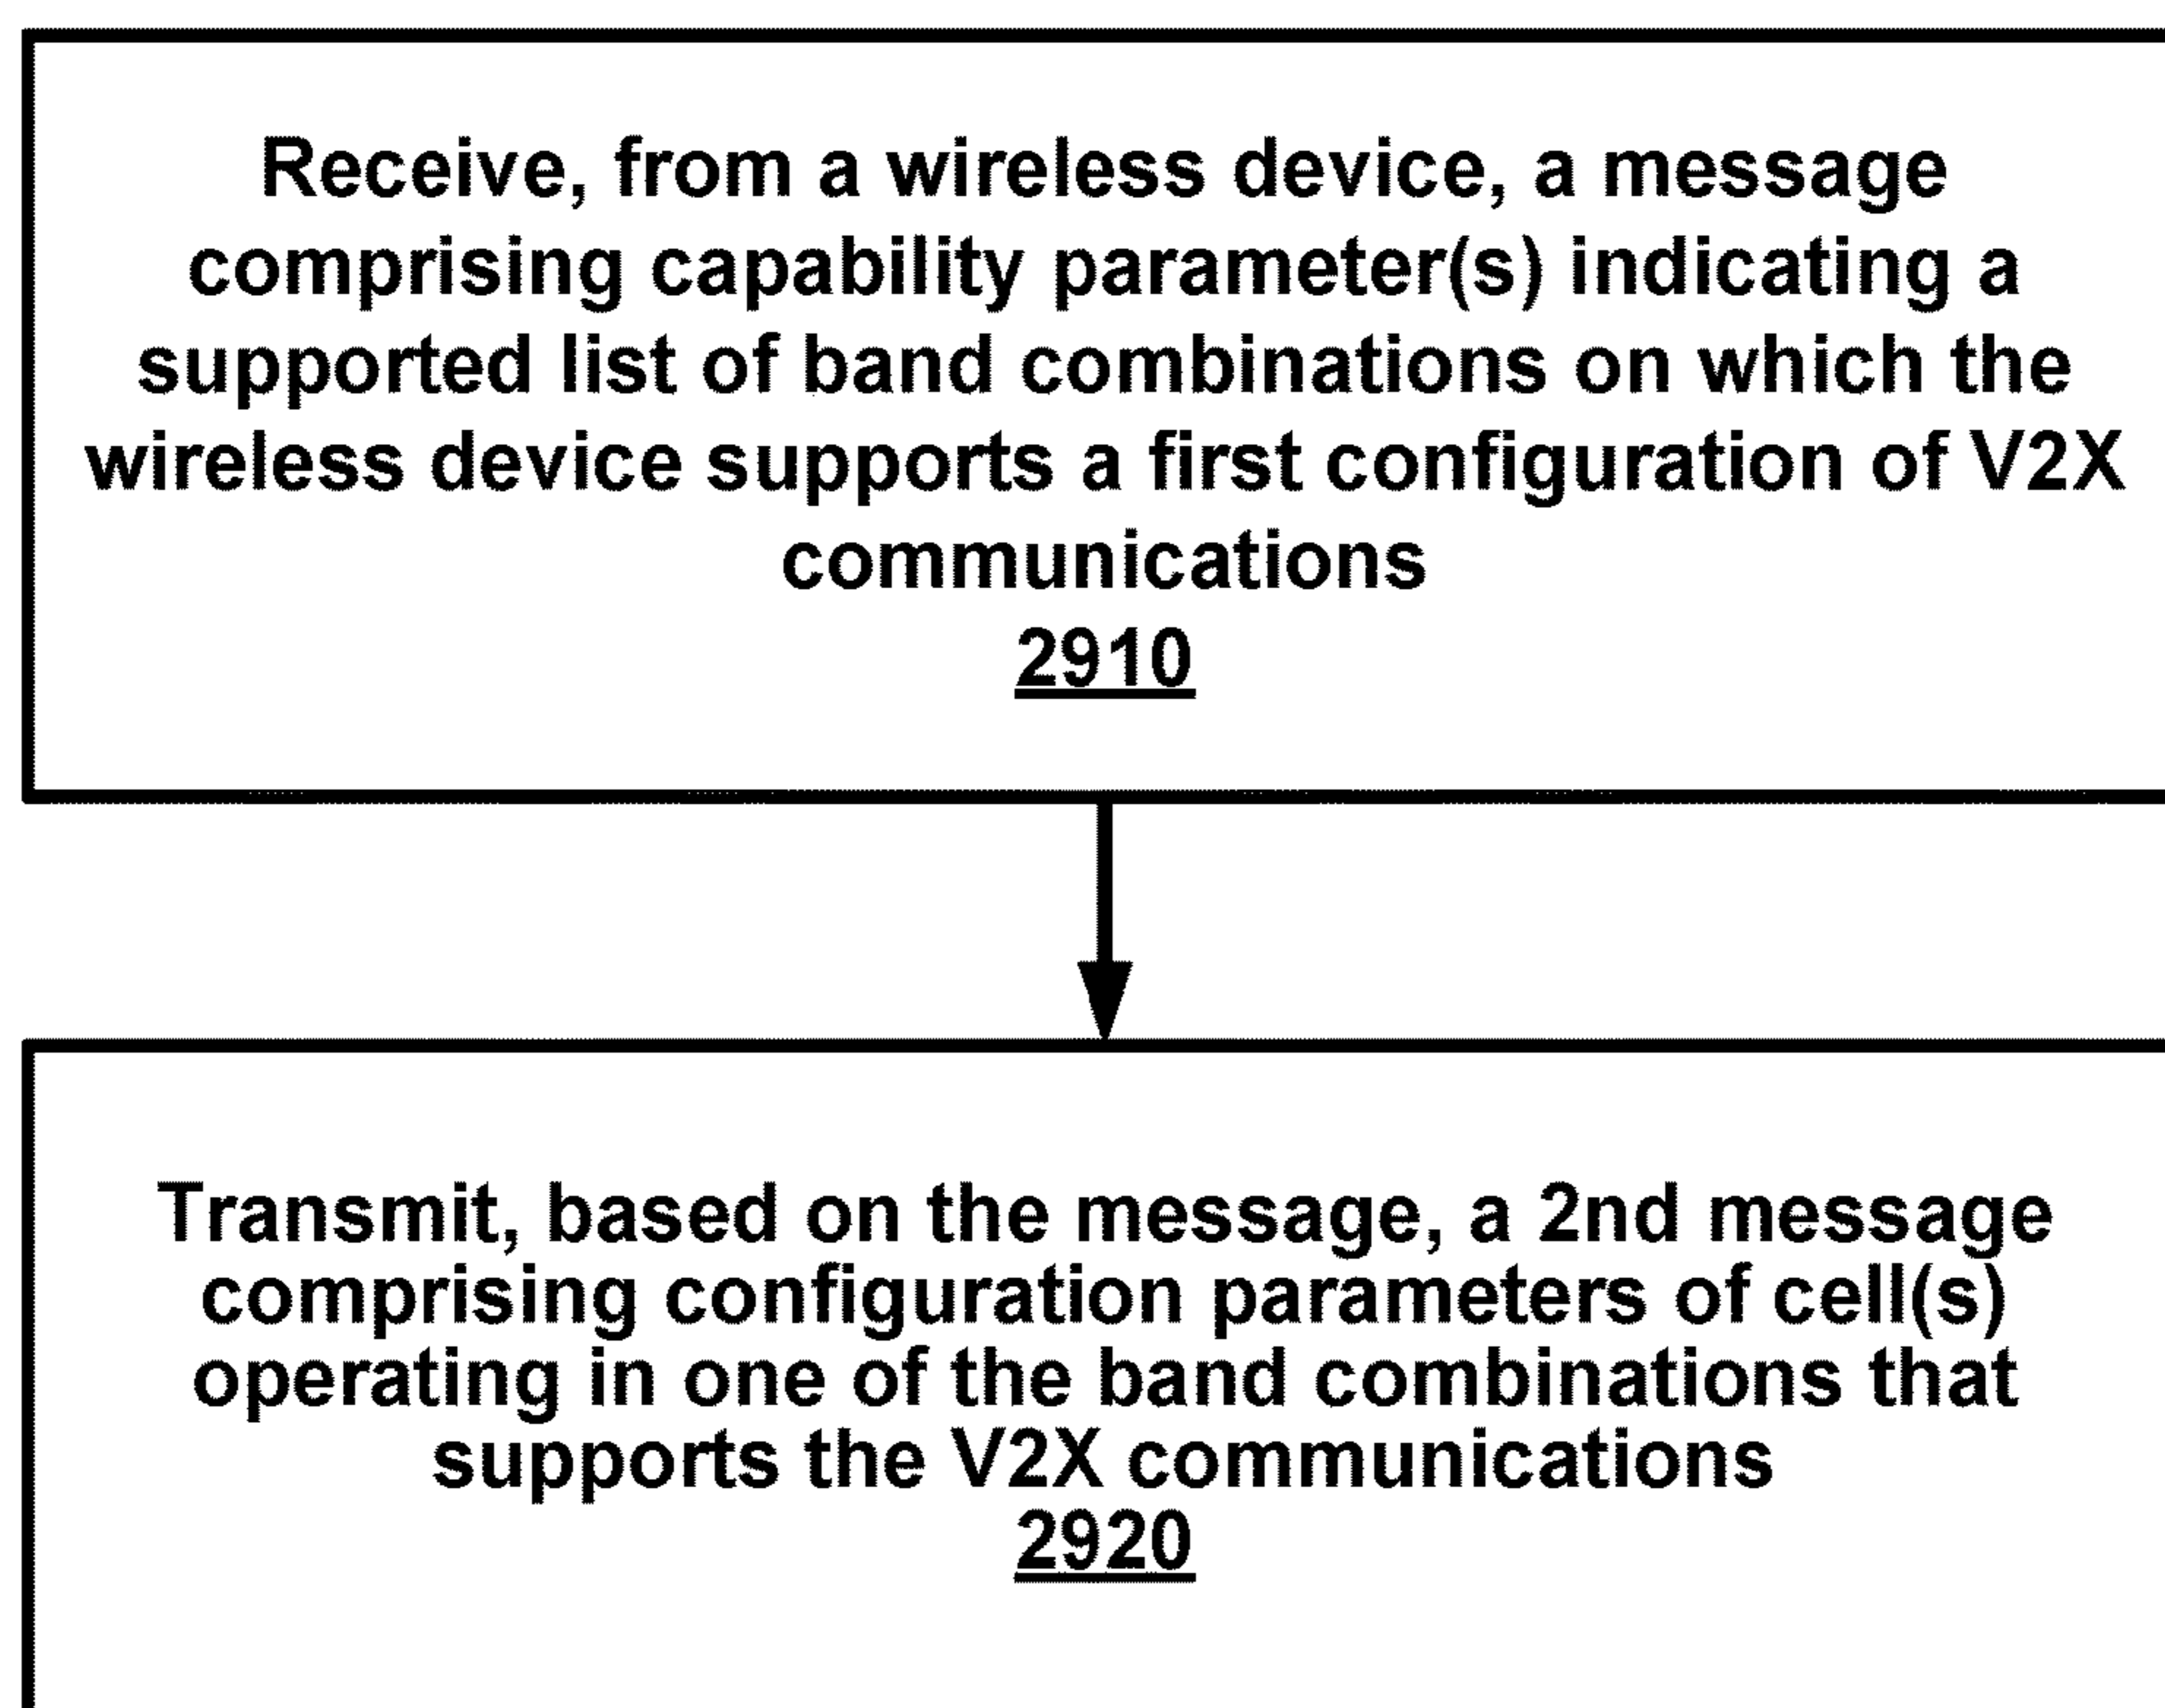 Receive, from a wireless device, a message
comprising capability parameter(s) indicating a
supported list of band combinations on which the
wireless device supports a first configuration of V2X
communications
2910
Transmit, based on the message, a 2nd message
comprising configuration parameters of cell(s)
operating in one of the band combinations that
supports the V2X communications
2920